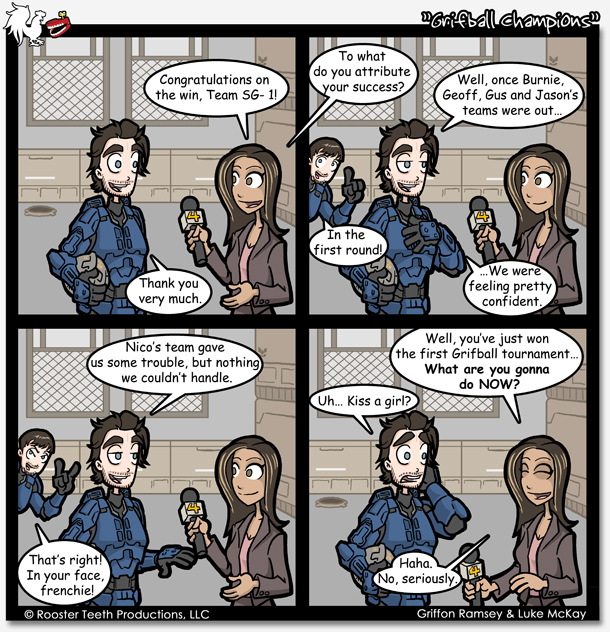 "Grifball Champions"
Congratulations on
the win, Team SG- 1!
Thank you
very much.
4
To what
do you attribute
your success?
Well, once Burnie,
Geoff, Gus and Jason's
teams were out...
In the
first round!
...We were
feeling pretty
confident.
4
Nico's team gave
us some trouble, but nothing
we couldn't handle.
That's right!
In your face,
frenchie!
4
Well, you've just won
the first Grifball tournament...
What are you gonna
do NOW?
Uh... Kiss a girl?
Haha.
No, seriously.
4
© Rooster Teeth Productions, LLC
Griffon Ramsey & Luke McKay